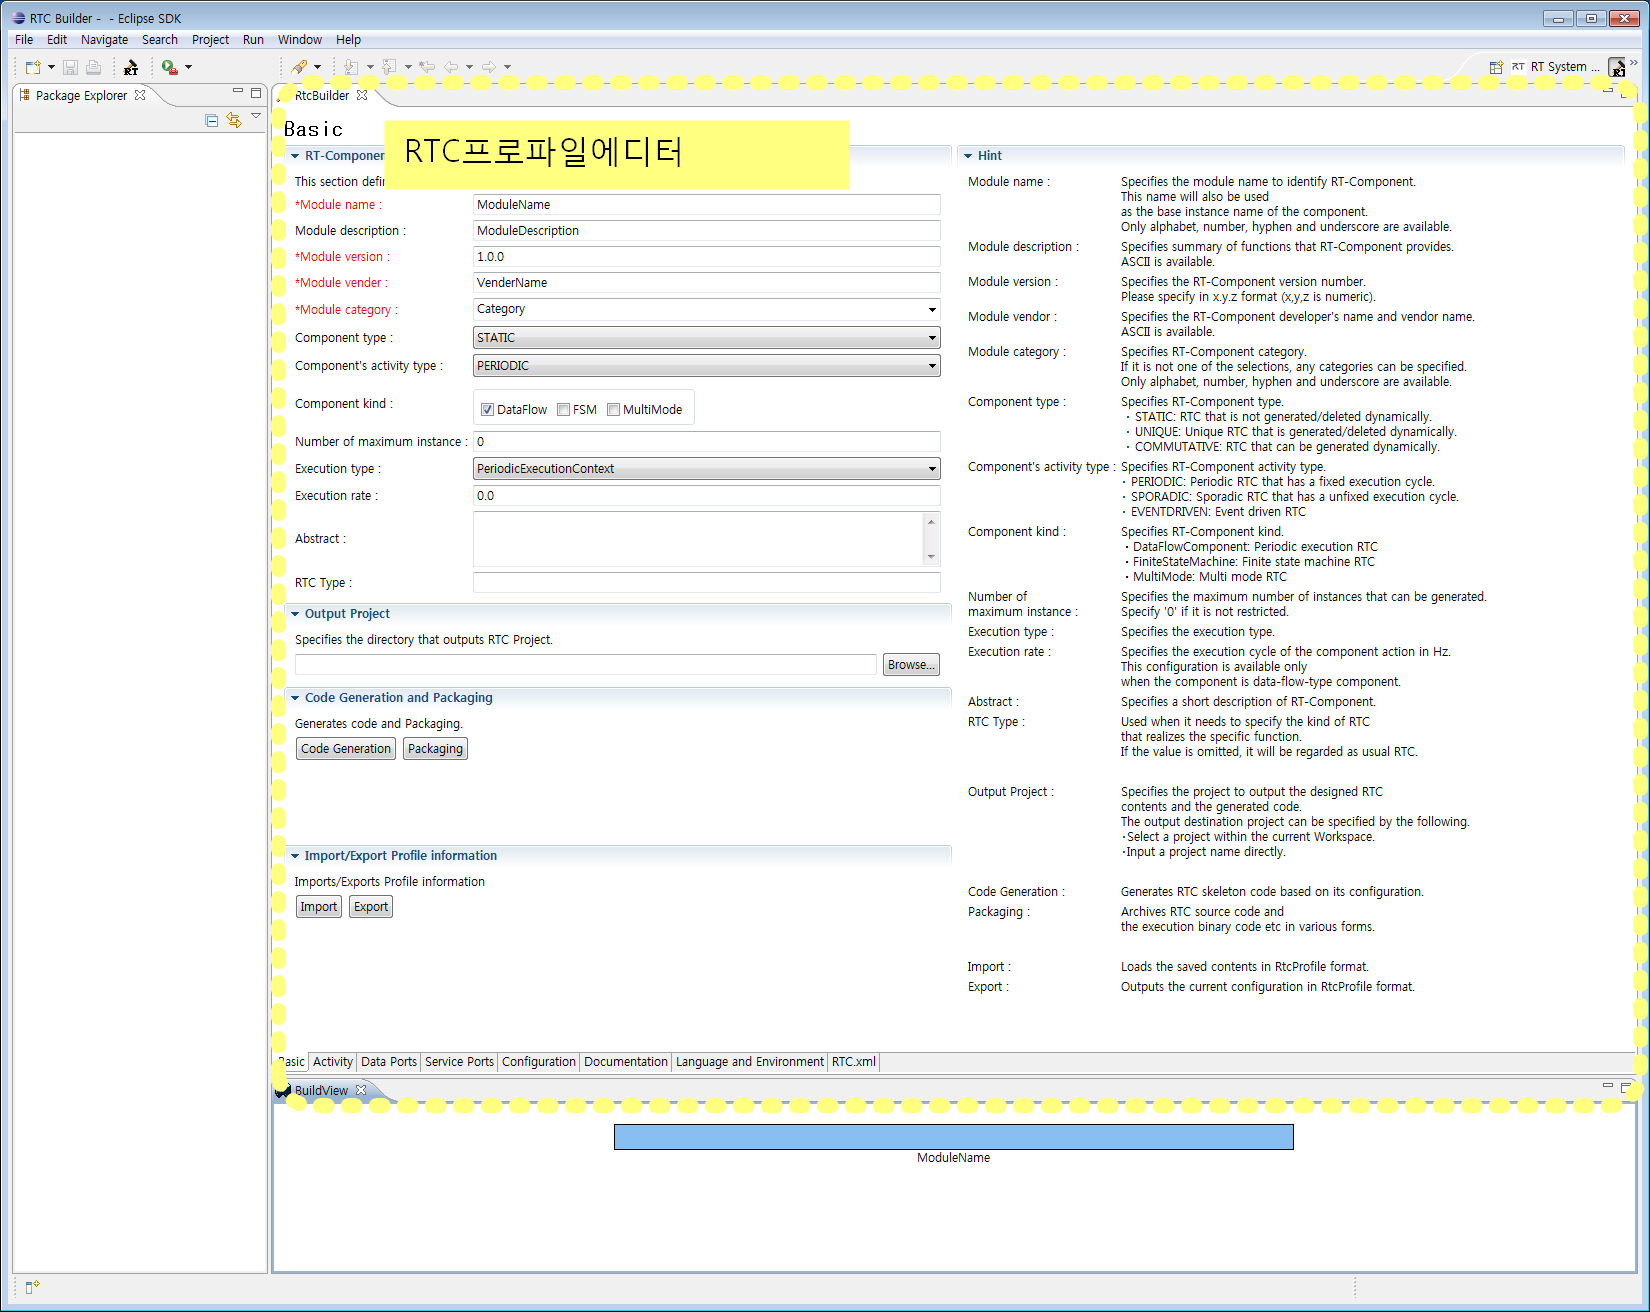 RTC Builder -  - Eclipse SDK
File Edit Navigate Search Project Run Window Help
RT System ...
Package Explorer
RtcBuilder
Basic
RTC프로파일에디터
RT-Componen
This section defin
*Module name :
ModuleName
Module description :
ModuleDescription
*Module version :
1.0.0
*Module vender :
VenderName
*Module category :
Category
Component type :
STATIC
Component's activity type :
PERIODIC
Component kind :
DataFlow FSM MultiMode
Number of maximum instance :
0
Execution type :
PeriodicExecutionContext
Execution rate :
0.0
Abstract :
RTC Type :
Output Project
Specifies the directory that outputs RTC Project.
Browse...
Code Generation and Packaging
Generates code and Packaging.
Code Generation Packaging
Import/Export Profile information
Imports/Exports Profile information
Import Export
Hint
Module name : Specifies the module name to identify RT-Component.
This name will also be used
as the base instance name of the component.
Only alphabet, number, hyphen and underscore are available.
Module description : Specifies summary of functions that RT-Component provides.
ASCII is available.
Module version : Specifies the RT-Component version number.
Please specify in x.y.z format (x,y,z is numeric).
Module vendor : Specifies the RT-Component developer's name and vendor name.
ASCII is available.
Module category : Specifies RT-Component category.
If it is not one of the selections, any categories can be specified.
Only alphabet, number, hyphen and underscore are available.
Component type : Specifies RT-Component type.
・STATIC: RTC that is not generated/deleted dynamically.
・UNIQUE: Unique RTC that is generated/deleted dynamically.
・COMMUTATIVE: RTC that can be generated dynamically.
Component's activity type : Specifies RT-Component activity type.
・PERIODIC: Periodic RTC that has a fixed execution cycle.
・SPORADIC: Sporadic RTC that has a unfixed execution cycle.
・EVENTDRIVEN: Event driven RTC
Component kind : Specifies RT-Component kind.
・DataFlowComponent: Periodic execution RTC
・FiniteStateMachine: Finite state machine RTC
・MultiMode: Multi mode RTC
Number of Specifies the maximum number of instances that can be generated.
maximum instance : Specify '0' if it is not restricted.
Execution type : Specifies the execution type.
Execution rate : Specifies the execution cycle of the component action in Hz.
This configuration is available only
when the component is data-flow-type component.
Abstract : Specifies a short description of RT-Component.
RTC Type : Used when it needs to specify the kind of RTC
that realizes the specific function.
If the value is omitted, it will be regarded as usual RTC.
Output Project : Specifies the project to output the designed RTC
contents and the generated code.
The output destination project can be specified by the following.
・Select a project within the current Workspace.
・Input a project name directly.
Code Generation : Generates RTC skeleton code based on its configuration.
Packaging : Archives RTC source code and
the execution binary code etc in various forms.
Import : Loads the saved contents in RtcProfile format.
Export : Outputs the current configuration in RtcProfile format.
Basic Activity Data Ports Service Ports Configuration Documentation Language and Environment RTC.xml
BuildView
ModuleName